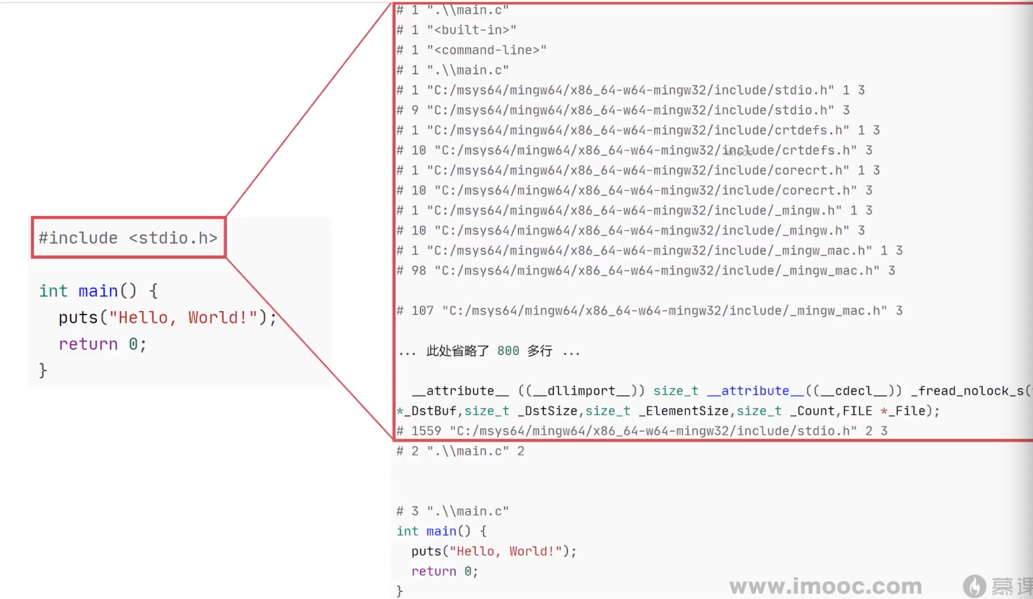 #include <stdio.h>
int main() {
  puts("Hello, World!");
  return 0;
}
# 1 ".\\main.c"
# 1 "<built-in>"
# 1 "<command-line>"
# 1 ".\\main.c"
# 1 "C:/msys64/mingw64/x86_64-w64-mingw32/include/stdio.h" 1 3
# 9 "C:/msys64/mingw64/x86_64-w64-mingw32/include/stdio.h" 3
# 1 "C:/msys64/mingw64/x86_64-w64-mingw32/include/crtdefs.h" 1 3
# 10 "C:/msys64/mingw64/x86_64-w64-mingw32/include/crtdefs.h" 3
# 1 "C:/msys64/mingw64/x86_64-w64-mingw32/include/corecrt.h" 1 3
# 10 "C:/msys64/mingw64/x86_64-w64-mingw32/include/corecrt.h" 3
# 1 "C:/msys64/mingw64/x86_64-w64-mingw32/include/_mingw.h" 1 3
# 10 "C:/msys64/mingw64/x86_64-w64-mingw32/include/_mingw.h" 3
# 1 "C:/msys64/mingw64/x86_64-w64-mingw32/include/_mingw_mac.h" 1 3
# 98 "C:/msys64/mingw64/x86_64-w64-mingw32/include/_mingw_mac.h" 3
# 107 "C:/msys64/mingw64/x86_64-w64-mingw32/include/_mingw_mac.h" 3
... 此处省略了 800 多行 ...
  __attribute__ ((__dllimport__)) size_t __attribute__((__cdecl__)) _fread_nolock_s(
*_DstBuf,size_t _DstSize,size_t _ElementSize,size_t _Count,FILE *_File);
# 1559 "C:/msys64/mingw64/x86_64-w64-mingw32/include/stdio.h" 2 3
# 2 ".\\main.c" 2
# 3 ".\\main.c"
int main() {
  puts("Hello, World!");
  return 0;
}
www.imooc.com 慕课